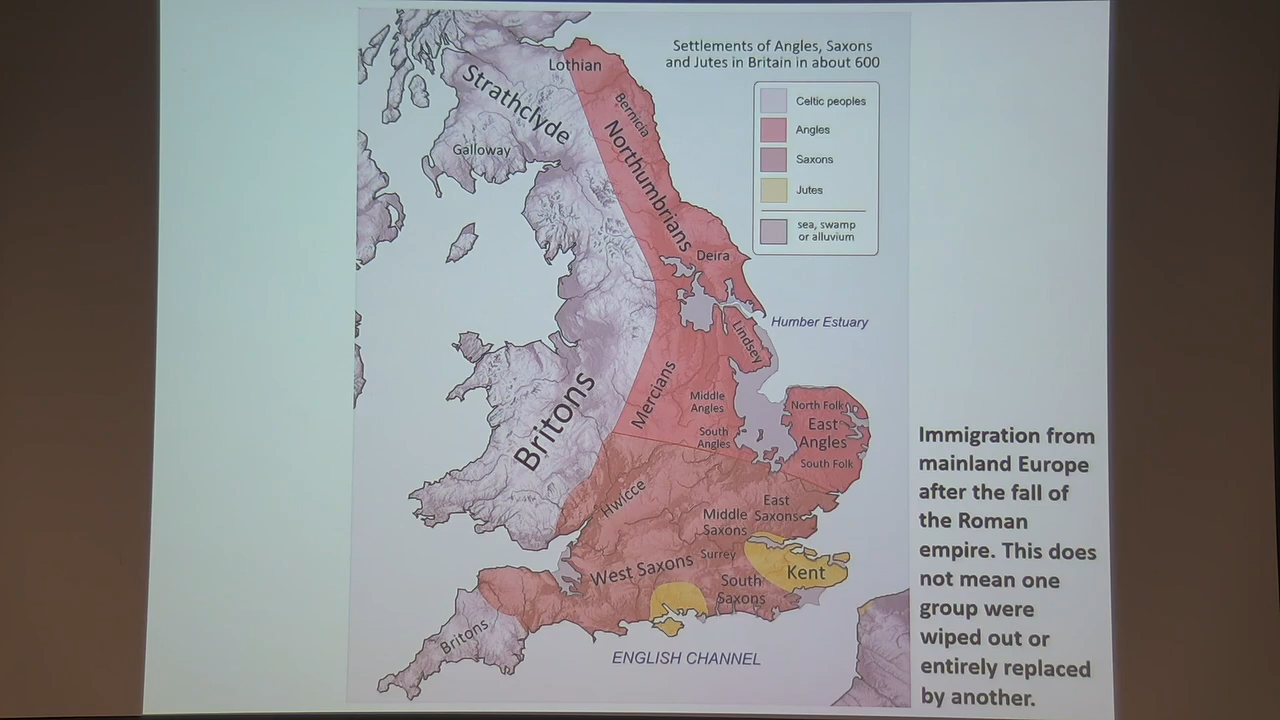 Settlements of Angles, Saxons
and Jutes in Britain in about 600
Celtic peoples
Angles
Saxons
Jutes
sea, swamp
or alluvium
Lothian
Strathclyde
Bernicia
Galloway
Northumbrians
Deira
Humber Estuary
Lindsey
Mercians
Britons
Middle
Angles
North Folk
East
Angles
South
Angles
South Folk
Hwicce
East
Saxons
Middle
Saxons
Surrey
West Saxons
Kent
South
Saxons
Britons
ENGLISH CHANNEL
Immigration from
mainland Europe
after the fall of
the Roman
empire. This does
not mean one
group were
wiped out or
entirely replaced
by another.